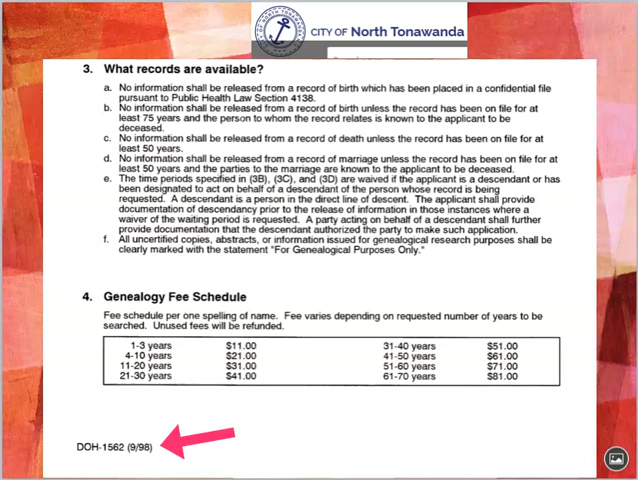 CITY OF North Tonawanda
3. What records are available?
a. No information shall be released from a record of birth which has been placed in a confidential file
pursuant to Public Health Law Section 4138.
b. No information shall be released from a record of birth unless the record has been on file for at
least 75 years and the person to whom the record relates is known to the applicant to be
deceased.
c. No information shall be released from a record of death unless the record has been on file for at
least 50 years.
d. No information shall be released from a record of marriage unless the record has been on file for at
least 50 years and the parties to the marriage are known to the applicant to be deceased.
e. The time periods specified in (3B), (3C), and (3D) are waived if the applicant is a descendant or has
been designated to act on behalf of a descendant of the person whose record is being
requested. A descendant is a person in the direct line of descent. The applicant shall provide
documentation of descendancy prior to the release of information in those instances where a
waiver of the waiting period is requested. A party acting on behalf of a descendant shall further
provide documentation that the descendant authorized the party to make such application.
f. All uncertified copies, abstracts, or information issued for genealogical research purposes shall be
clearly marked with the statement "For Genealogical Purposes Only."
4. Genealogy Fee Schedule
Fee schedule per one spelling of name. Fee varies depending on requested number of years to be
searched. Unused fees will be refunded.
1-3 years $11.00 31-40 years $51.00
4-10 years $21.00 41-50 years $61.00
11-20 years $31.00 51-60 years $71.00
21-30 years $41.00 61-70 years $81.00
DOH-1562 (9/98)